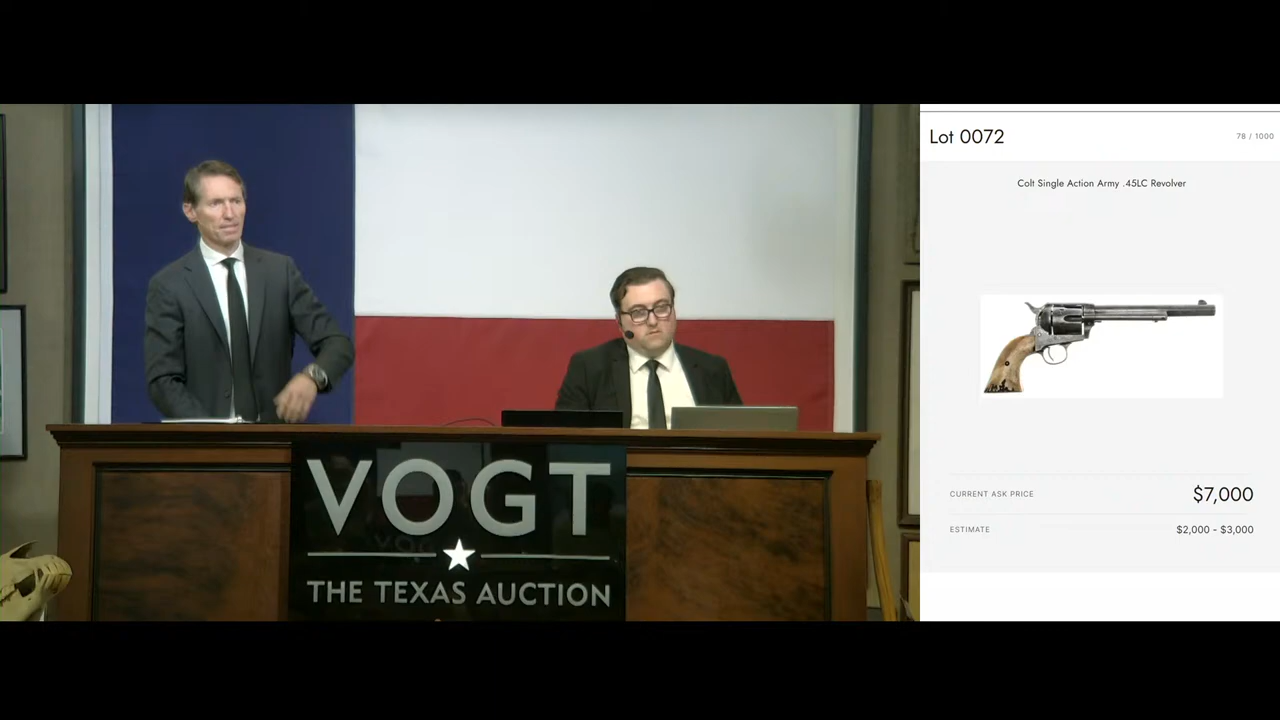 Lot 0072
78 / 1000
Colt Single Action Army .45LC Revolver
CURRENT ASK PRICE
$7,000
ESTIMATE
$2,000 - $3,000
VOGT
THE TEXAS AUCTION